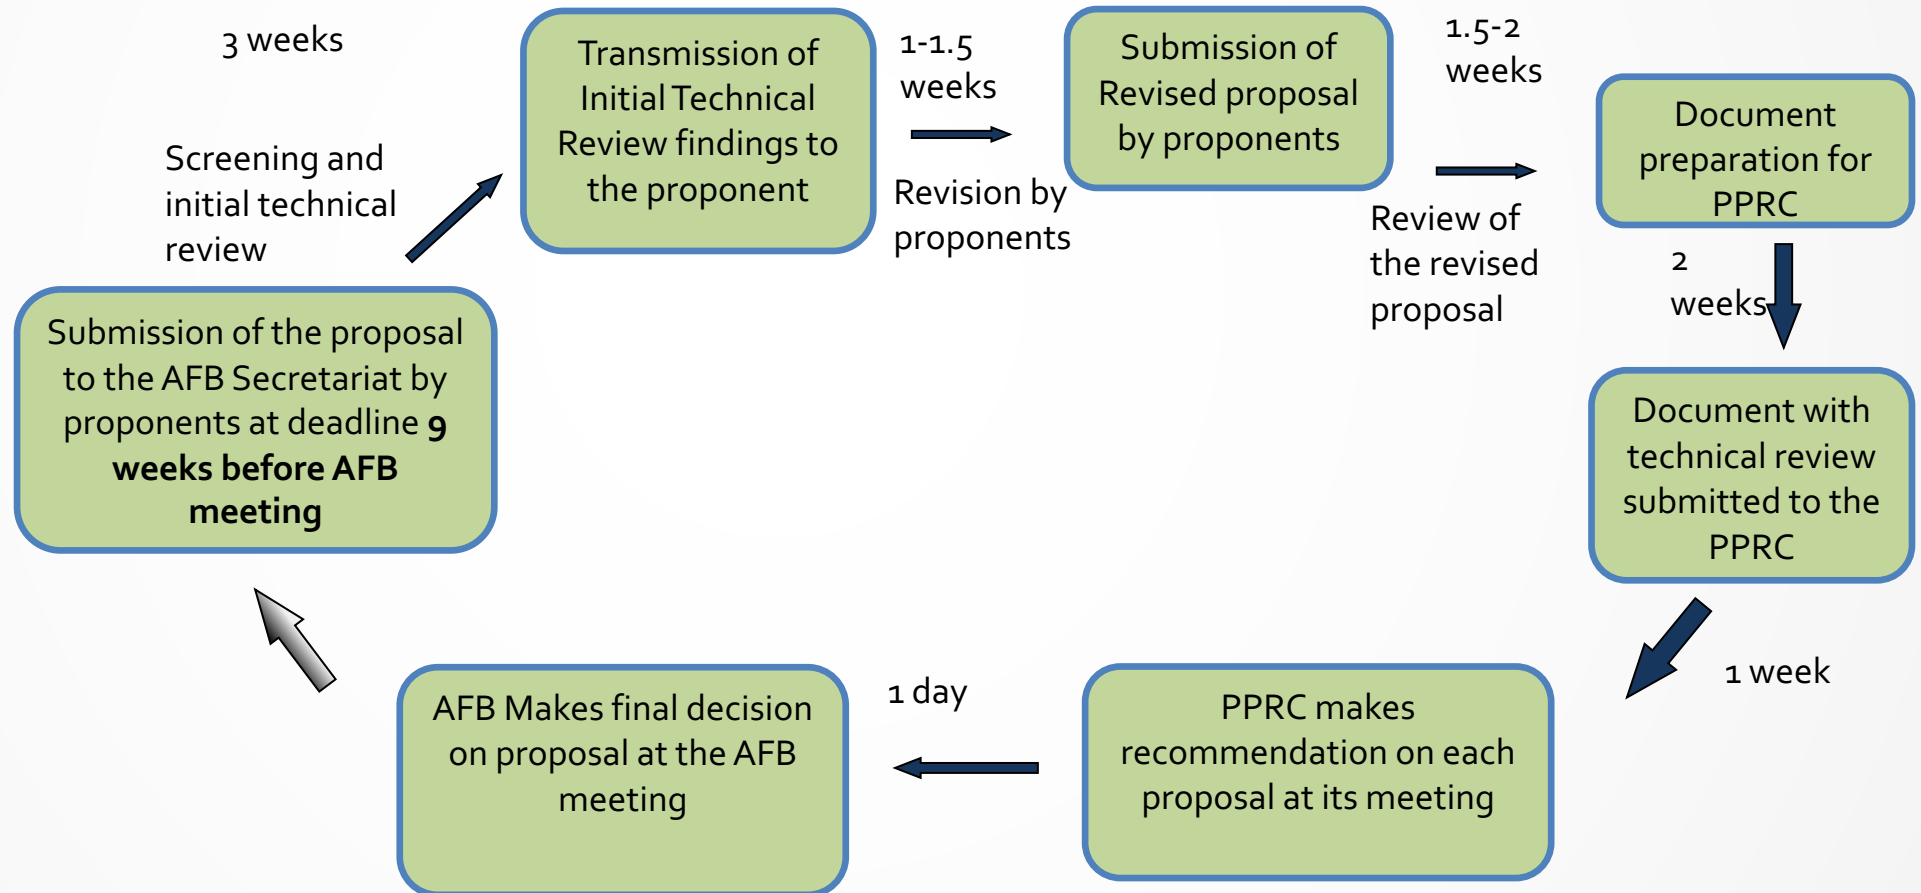 3 weeks
Screening and
initial technical
review
Submission of the proposal
to the AFB Secretariat by
proponents at deadline 9
weeks before AFB
meeting
Transmission of
Initial Technical
Review findings to
the proponent
1-1.5
weeks
Revision by
proponents
Submission of
Revised proposal
by proponents
1.5-2
weeks
Review of
the revised
proposal
Document
preparation for
PPRC
2
weeks
Document with
technical review
submitted to the
PPRC
1 week
PPRC makes
recommendation on each
proposal at its meeting
1 day
AFB Makes final decision
on proposal at the AFB
meeting